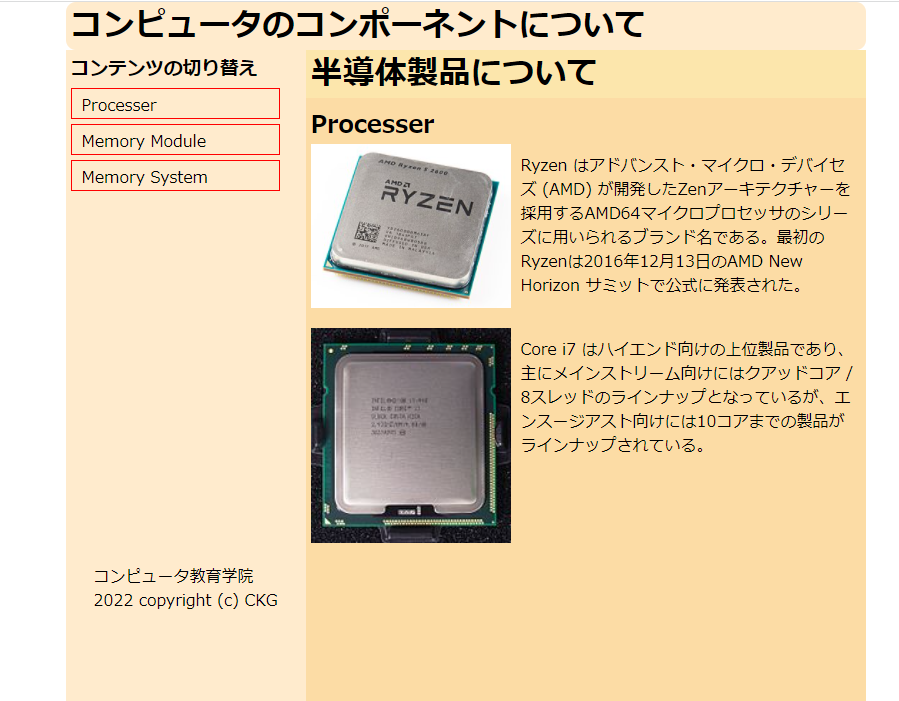 コンピュータのコンポーネントについて
コンテンツの切り替え
Processer
Memory Module
Memory System
コンピュータ教育学院
2022 copyright (c) CKG
半導体製品について
Processer
AMD Ryzen 5 2600
AMD
RYZEN
Ryzen はアドバンスト・マイクロ・デバイセ
ズ (AMD) が開発したZenアーキテクチャーを
採用するAMD64マイクロプロセッサのシリー
ズに用いられるブランド名である。最初の
Ryzenは2016年12月13日のAMD New
Horizon サミットで公式に発表された。
Core i7 はハイエンド向けの上位製品であり、
主にメインストリーム向けにはクアッドコア /
8スレッドのラインナップとなっているが、エ
ンスージアスト向けには10コアまでの製品が
ラインナップされている。